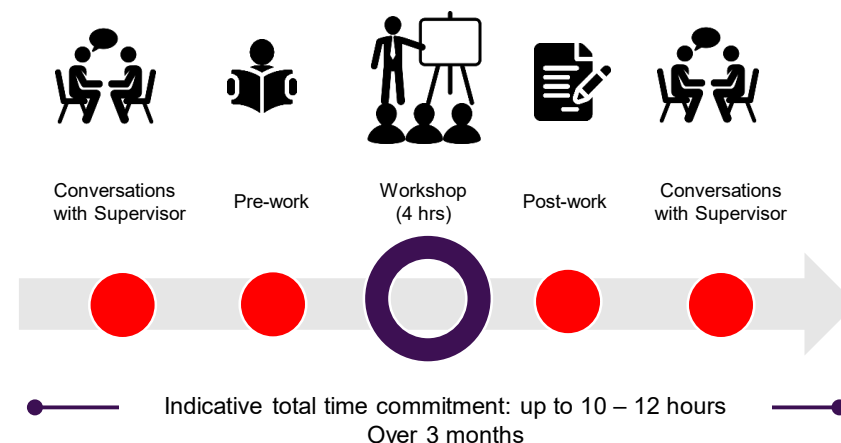 Conversations
with Supervisor
Pre-work
Workshop
(4 hrs)
Post-work
Conversations
with Supervisor
Indicative total time commitment: up to 10 – 12 hours
Over 3 months